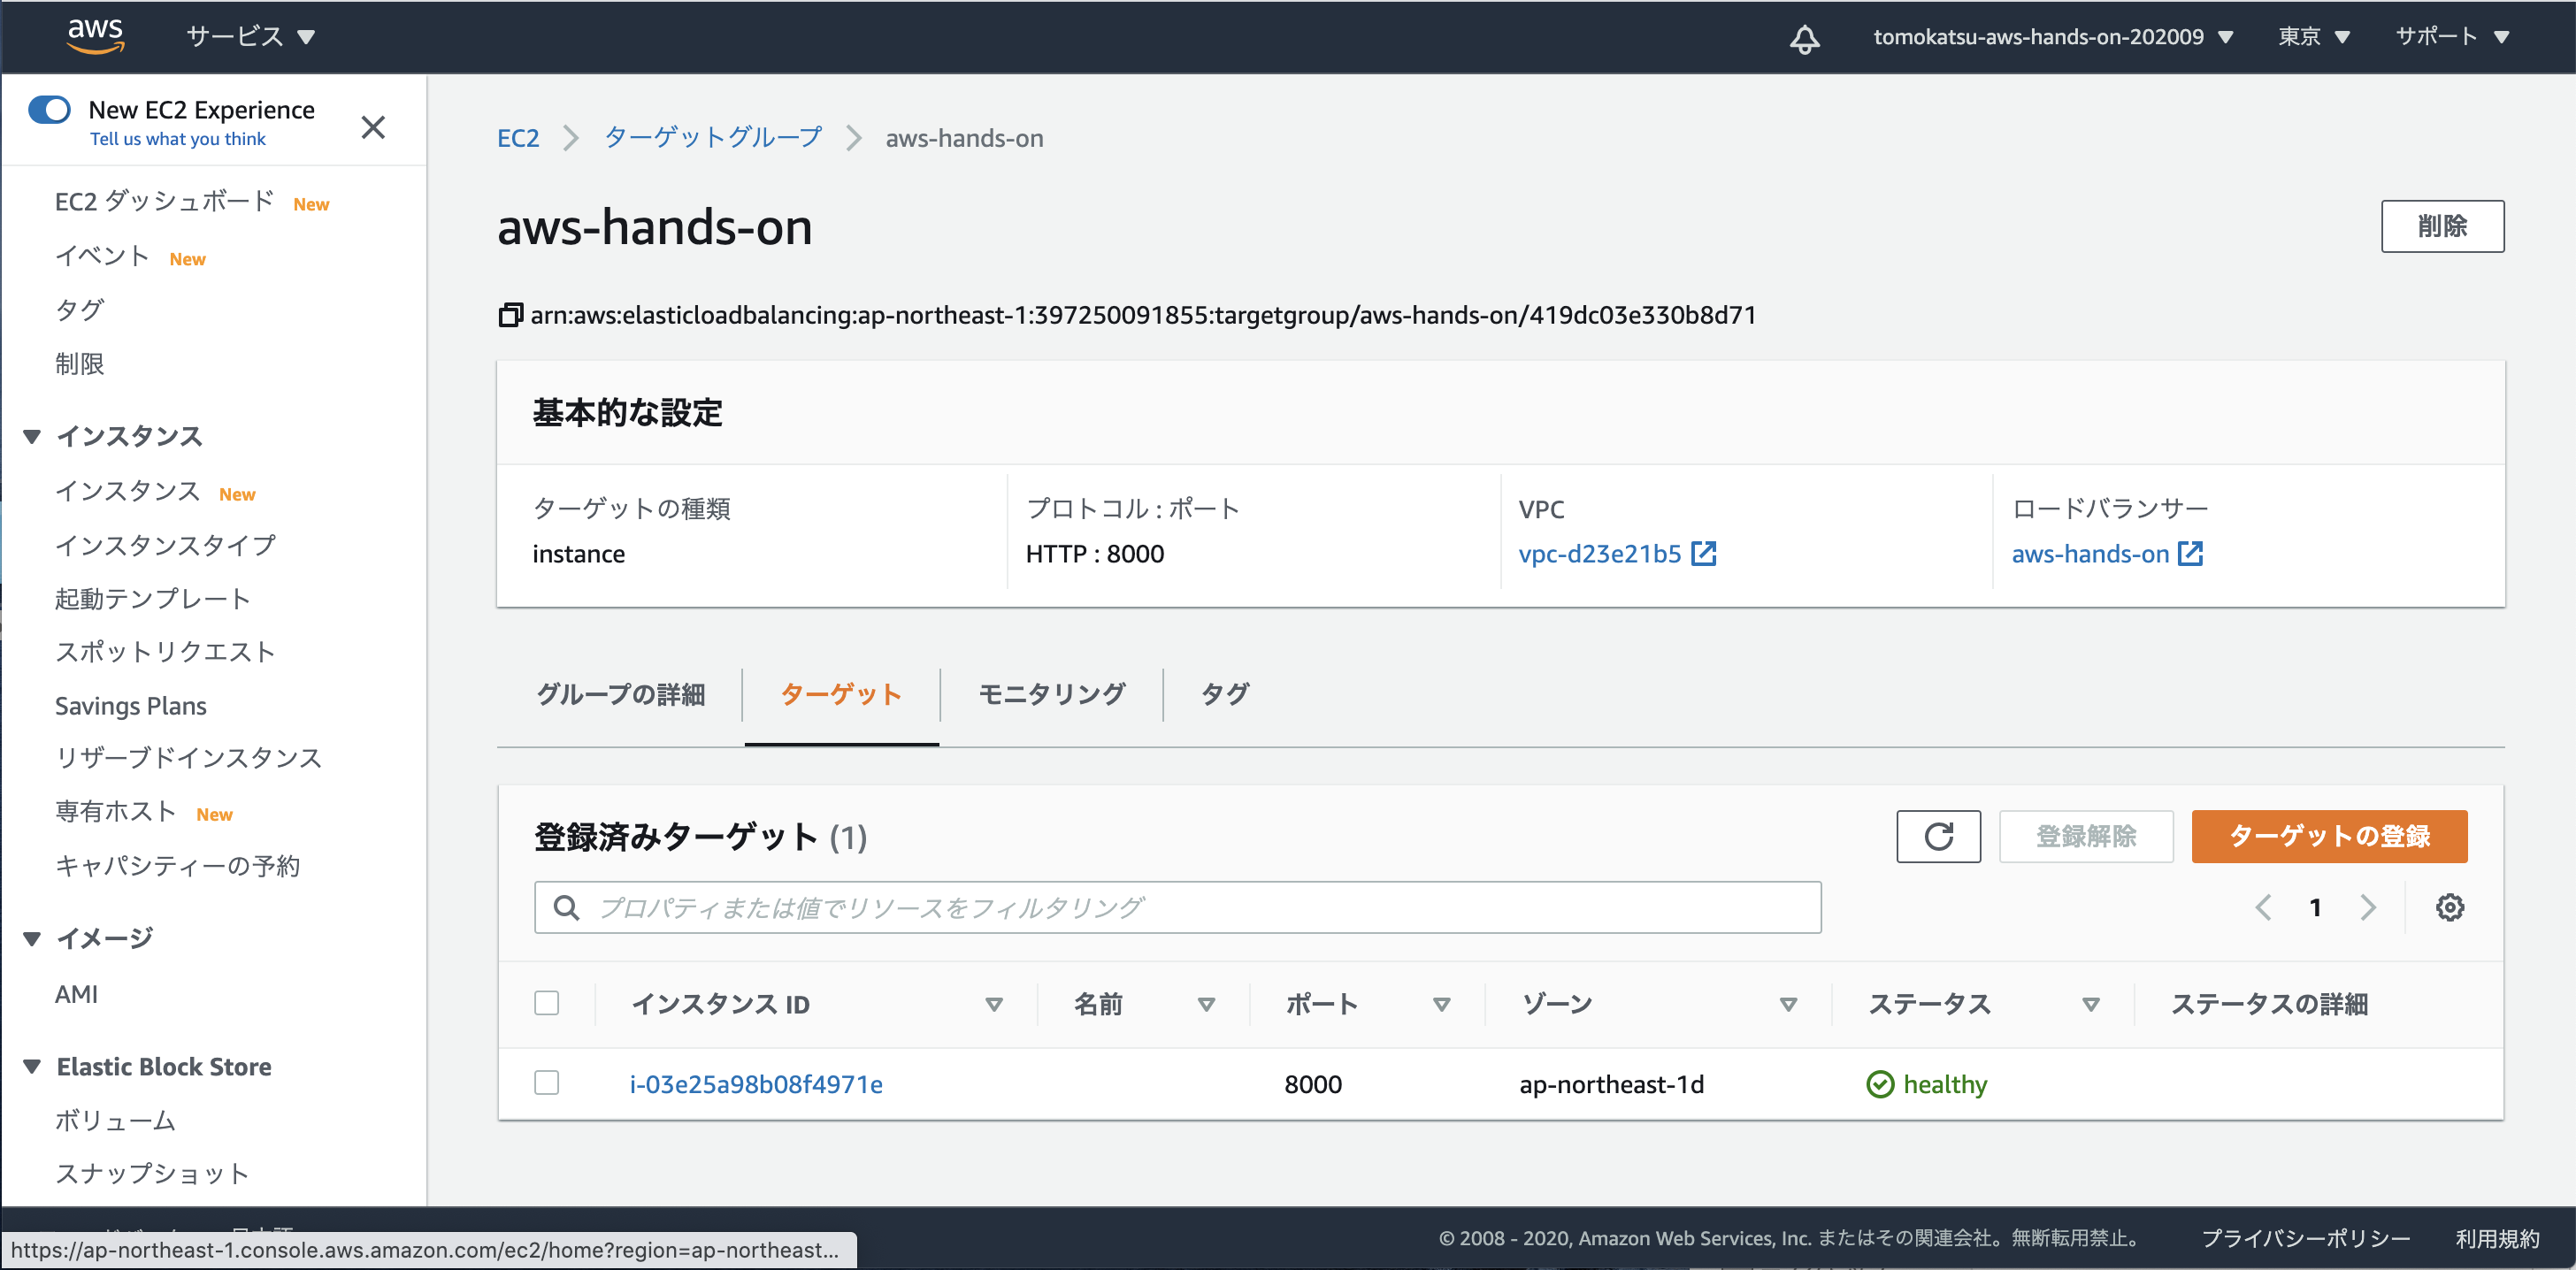 aws
サービス
tomokatsu-aws-hands-on-202009
東京
サポート
New EC2 Experience
Tell us what you think
EC2 ダッシュボード New
イベント New
タグ
制限
インスタンス
インスタンス New
インスタンスタイプ
起動テンプレート
スポットリクエスト
Savings Plans
リザーブドインスタンス
専有ホスト New
キャパシティーの予約
イメージ
AMI
Elastic Block Store
ボリューム
スナップショット
EC2 ターゲットグループ aws-hands-on
aws-hands-on
削除
arn:aws:elasticloadbalancing:ap-northeast-1:397250091855:targetgroup/aws-hands-on/419dc03e330b8d71
基本的な設定
ターゲットの種類
instance
プロトコル : ポート
HTTP : 8000
VPC
vpc-d23e21b5
ロードバランサー
aws-hands-on
グループの詳細 ターゲット モニタリング タグ
登録済みターゲット (1)
登録解除
ターゲットの登録
プロパティまたは値でリソースをフィルタリング
1
インスタンス ID 名前 ポート ゾーン ステータス ステータスの詳細
i-03e25a98b08f4971e 8000 ap-northeast-1d healthy
https://ap-northeast-1.console.aws.amazon.com/ec2/home?region=ap-northeast...
© 2008 - 2020, Amazon Web Services, Inc. またはその関連会社。無断転用禁止。
プライバシーポリシー
利用規約